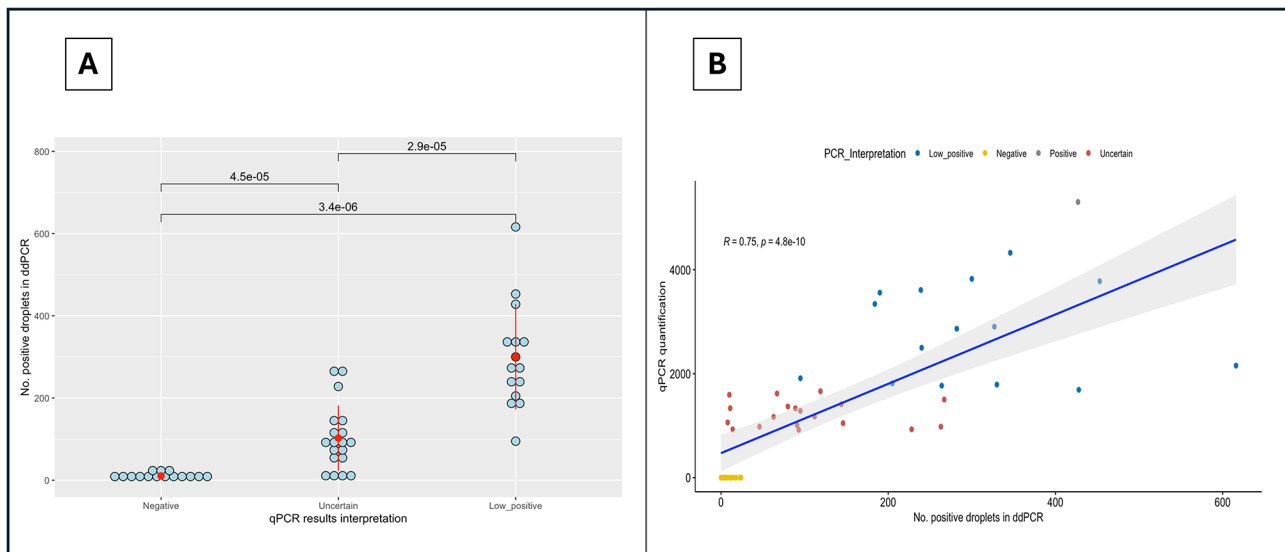 A
800
600
400
200
0
No. positive droplets in ddPCR
2.9e-05
4.5e-05
3.4e-06
Negative
Uncertain
Low_positive
qPCR results interpretation
B
PCR_Interpretation Low_positive Negative Positive Uncertain
R = 0.75, p = 4.8e-10
4000
2000
0
qPCR quantification
0
200
400
600
No. positive droplets in ddPCR